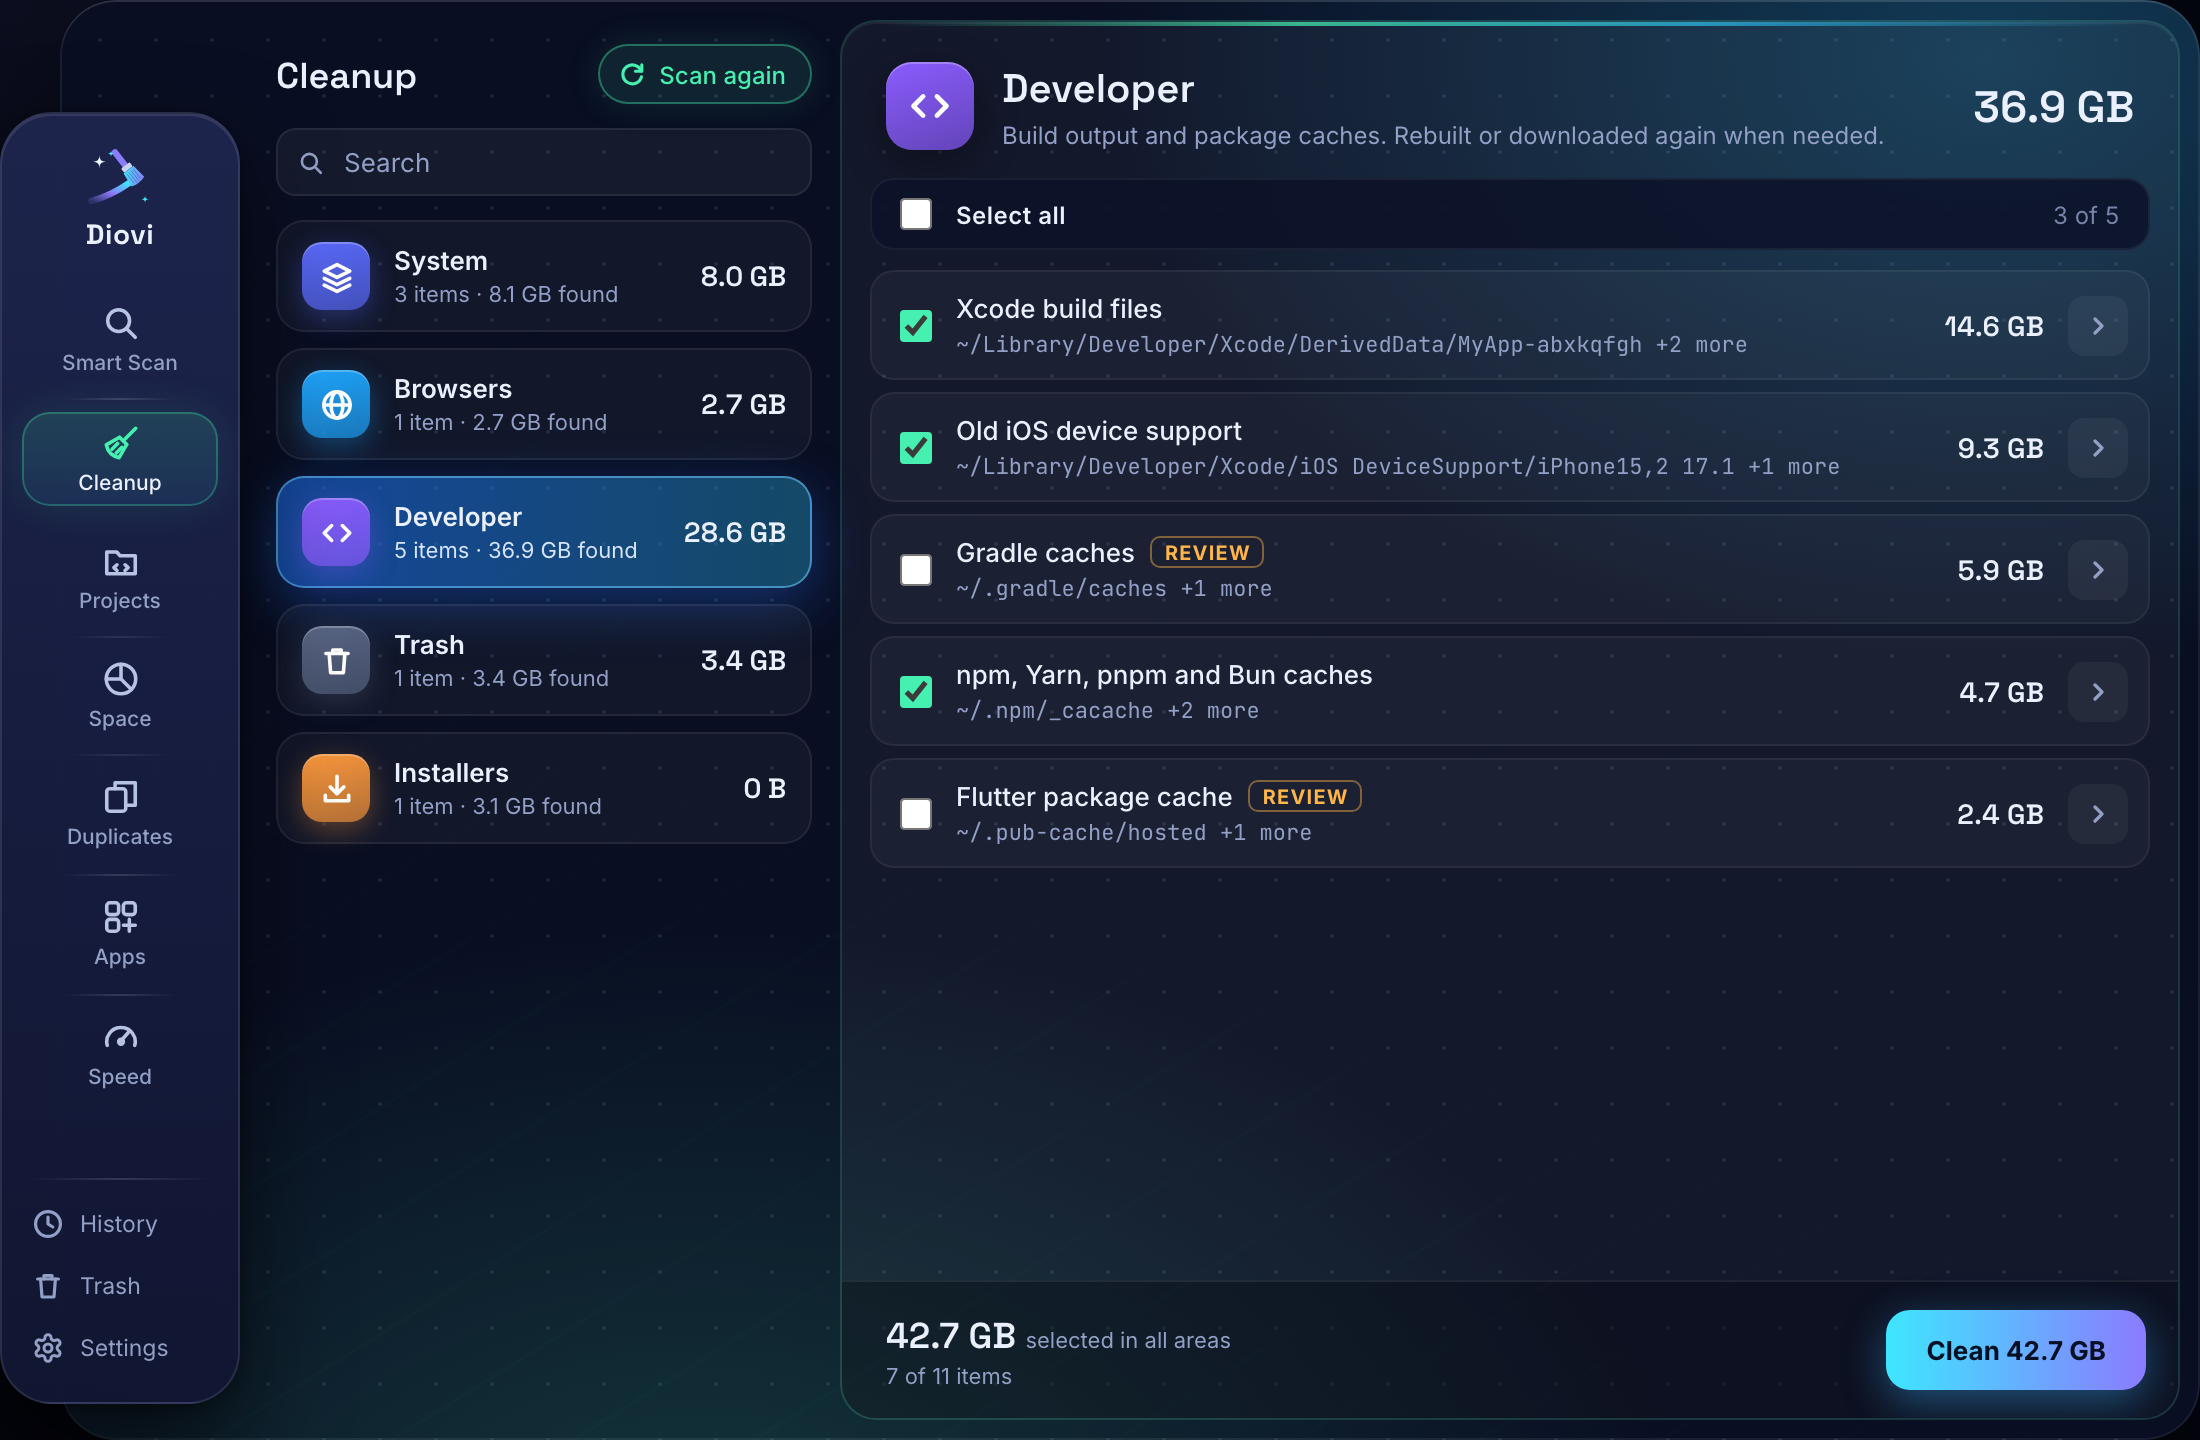 Diovi
Smart Scan
Cleanup
Projects
Space
Duplicates
Apps
Speed
History
Trash
Settings
Cleanup
Scan again
Search
System
3 items · 8.1 GB found
8.0 GB
Browsers
1 item · 2.7 GB found
2.7 GB
Developer
5 items · 36.9 GB found
28.6 GB
Trash
1 item · 3.4 GB found
3.4 GB
Installers
1 item · 3.1 GB found
0 B
Developer
Build output and package caches. Rebuilt or downloaded again when needed.
36.9 GB
Select all
3 of 5
Xcode build files
~/Library/Developer/Xcode/DerivedData/MyApp-abxkqfgh +2 more
14.6 GB
Old iOS device support
~/Library/Developer/Xcode/iOS DeviceSupport/iPhone15,2 17.1 +1 more
9.3 GB
Gradle caches REVIEW
~/.gradle/caches +1 more
5.9 GB
npm, Yarn, pnpm and Bun caches
~/.npm/_cacache +2 more
4.7 GB
Flutter package cache REVIEW
~/.pub-cache/hosted +1 more
2.4 GB
42.7 GB selected in all areas
7 of 11 items
Clean 42.7 GB